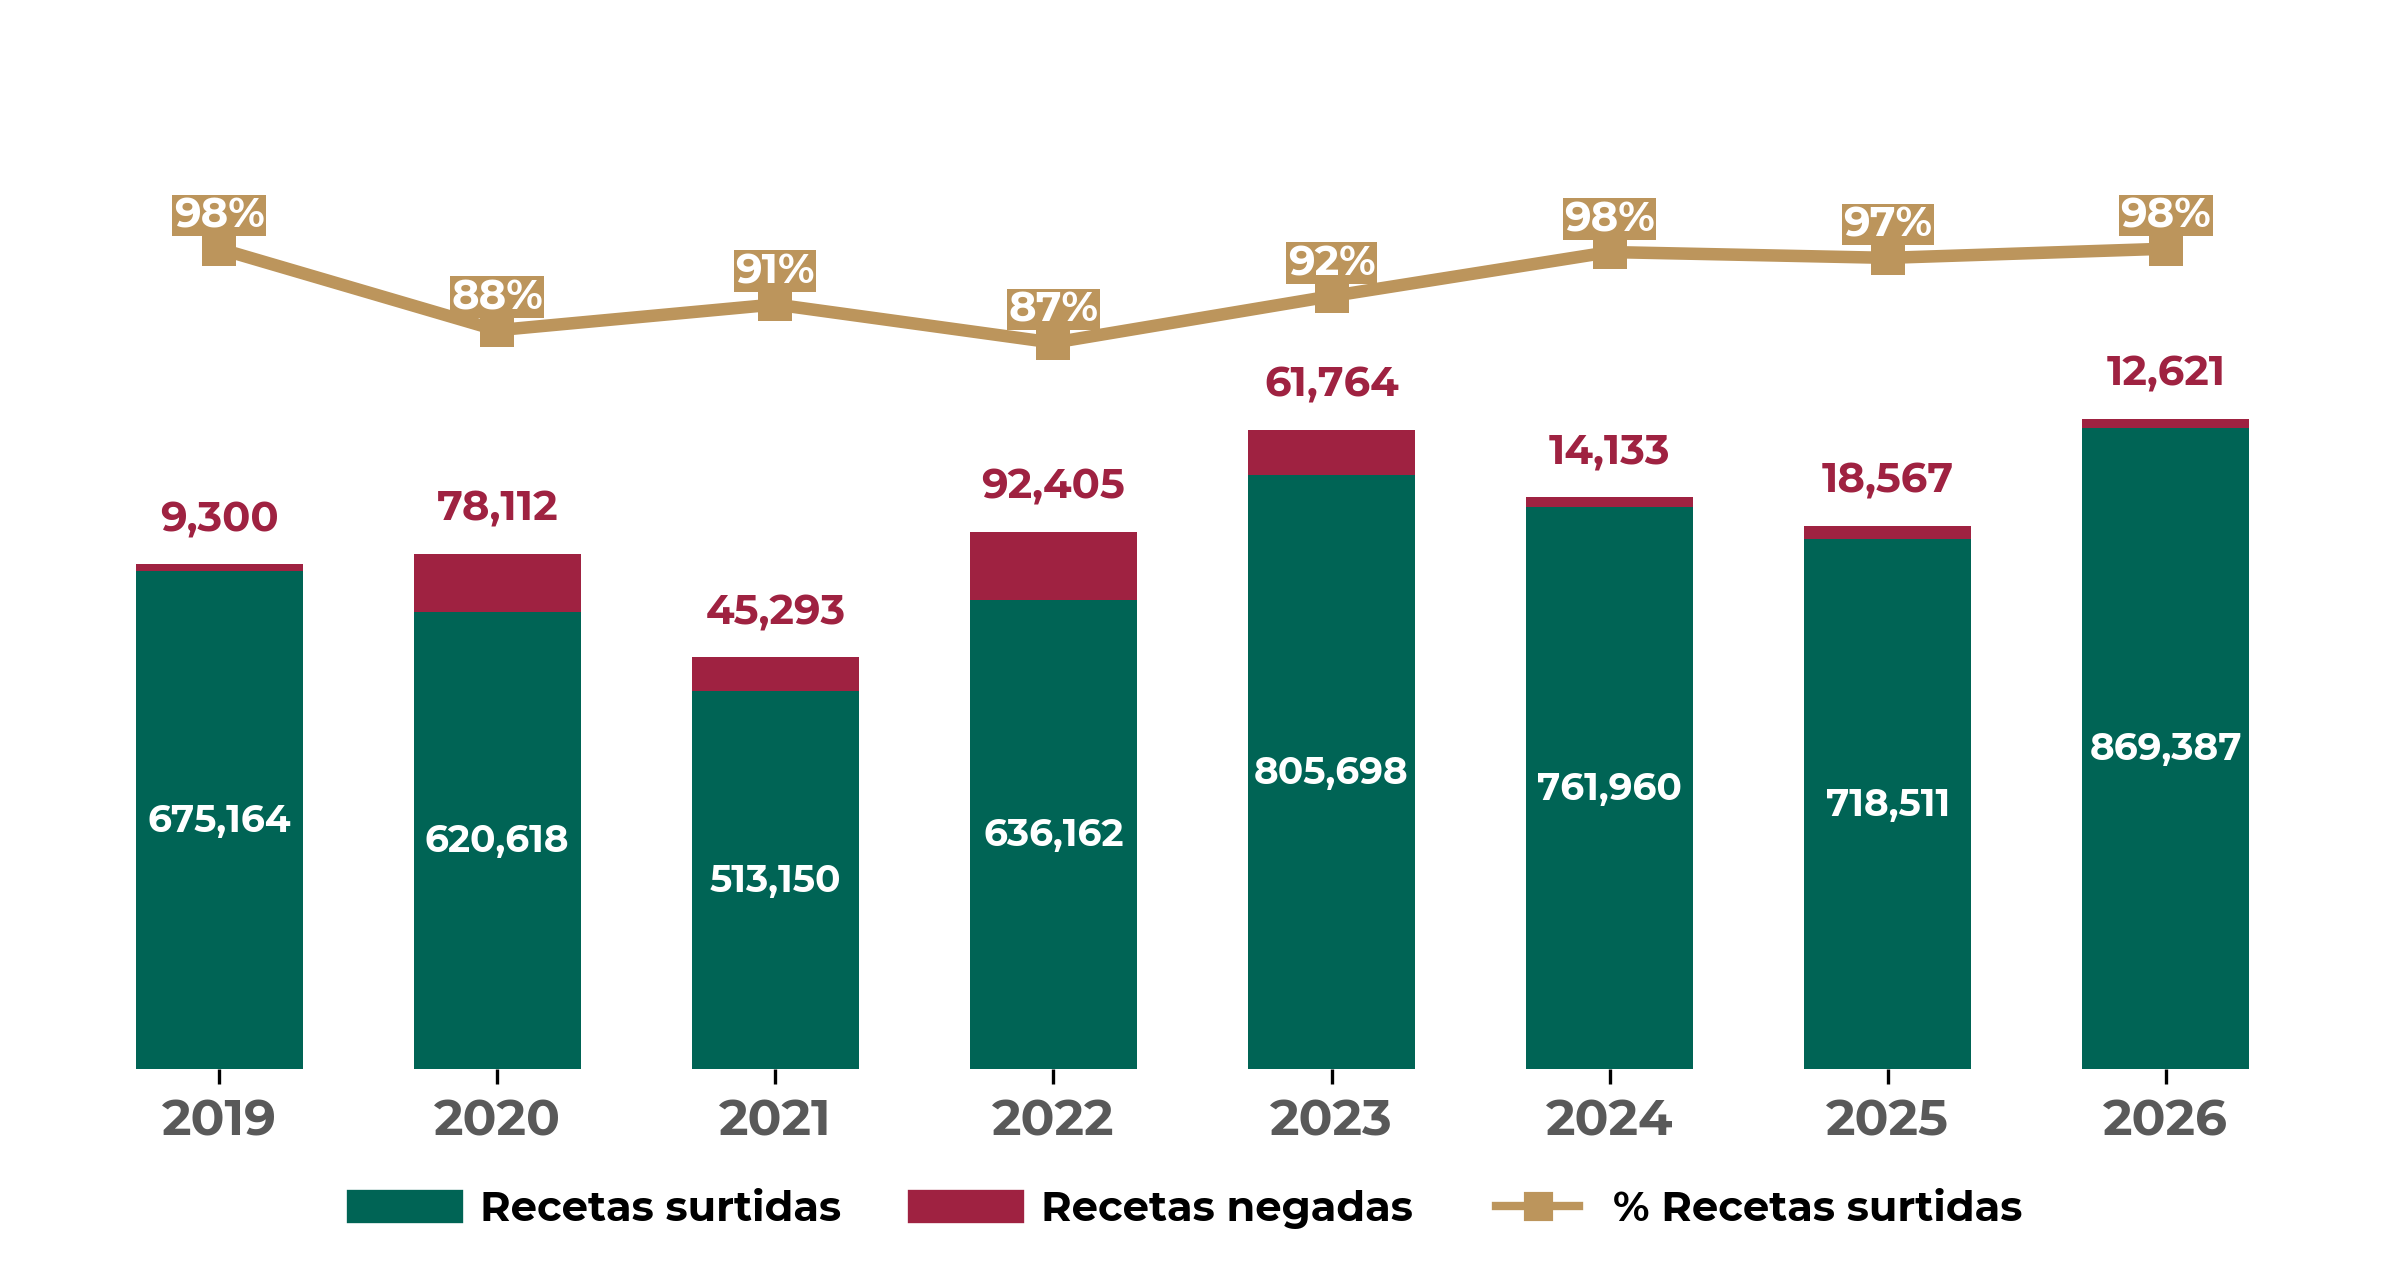 98% 88% 91% 87% 92% 98% 97% 98%
9,300 78,112 45,293 92,405 61,764 14,133 18,567 12,621
675,164 620,618 513,150 636,162 805,698 761,960 718,511 869,387
2019 2020 2021 2022 2023 2024 2025 2026
Recetas surtidas Recetas negadas % Recetas surtidas